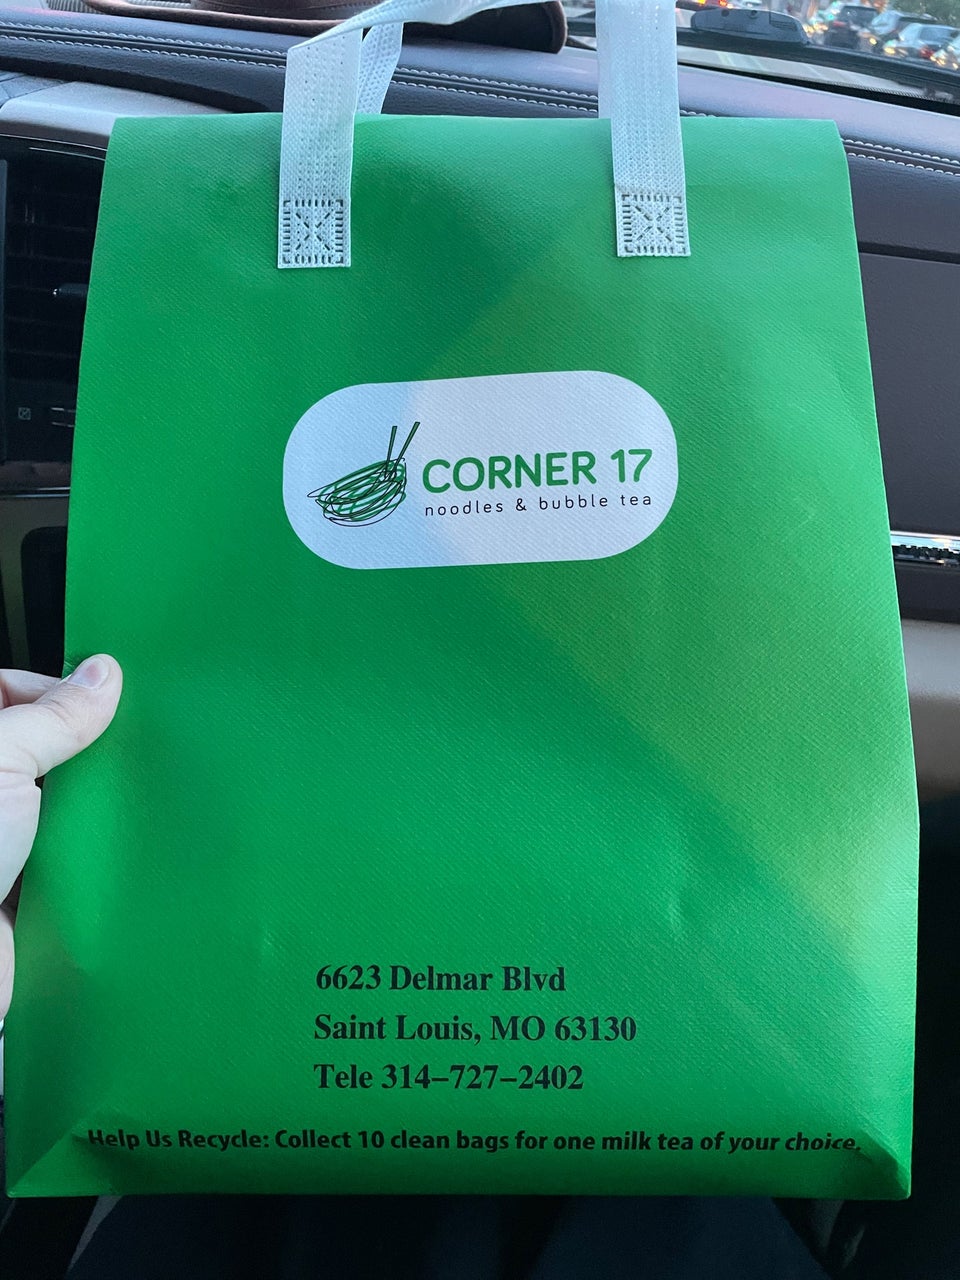 CORNER 17
noodles & bubble tea
6623 Delmar Blvd
Saint Louis, MO 63130
Tele 314–727–2402
Help Us Recycle: Collect 10 clean bags for one milk tea of your choice.